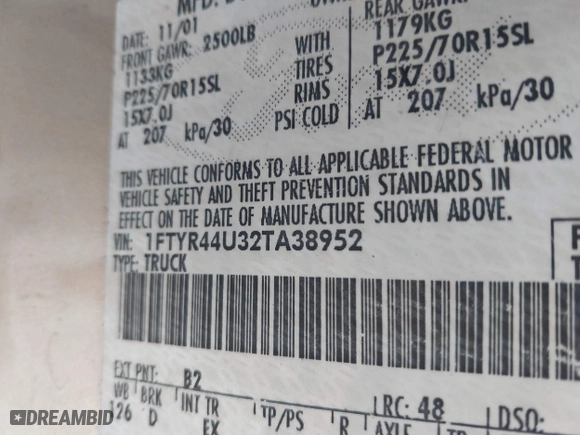 MFD.
DATE: 11/01
FRONT GAWR: 2500LB
1133KG
P225/70R15SL
15X7.0J
AT 207 kPa/30
WITH
TIRES
RIMS
PSI COLD
REAR GAWR:
1179KG
P225/70R15SL
15X7.0J
AT 207 kPa/30
THIS VEHICLE CONFORMS TO ALL APPLICABLE FEDERAL MOTOR
VEHICLE SAFETY AND THEFT PREVENTION STANDARDS IN
EFFECT ON THE DATE OF MANUFACTURE SHOWN ABOVE.
VIN: 1FTYR44U32TA38952
TYPE: TRUCK
EXT PNT: B2 RC: 48 DSO:
WB BRK INT TR TP/PS R AXLE
126 D EX
DREAMBID